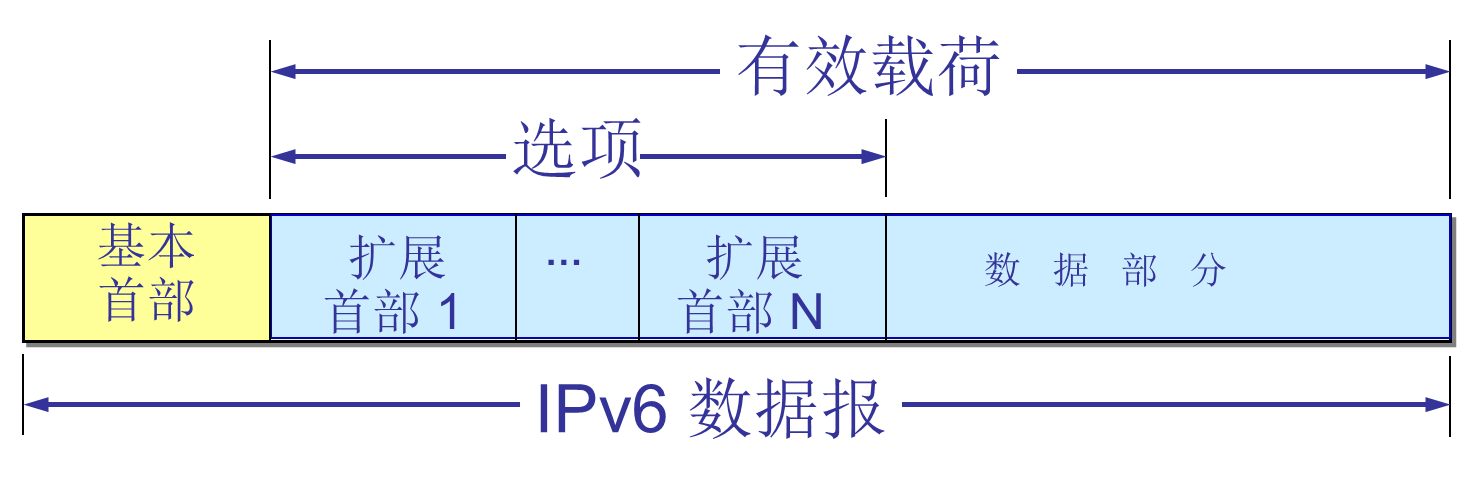 有效载荷
选项
基本
首部
扩展
首部 1
...
扩展
首部 N
数 据 部 分
IPv6 数据报